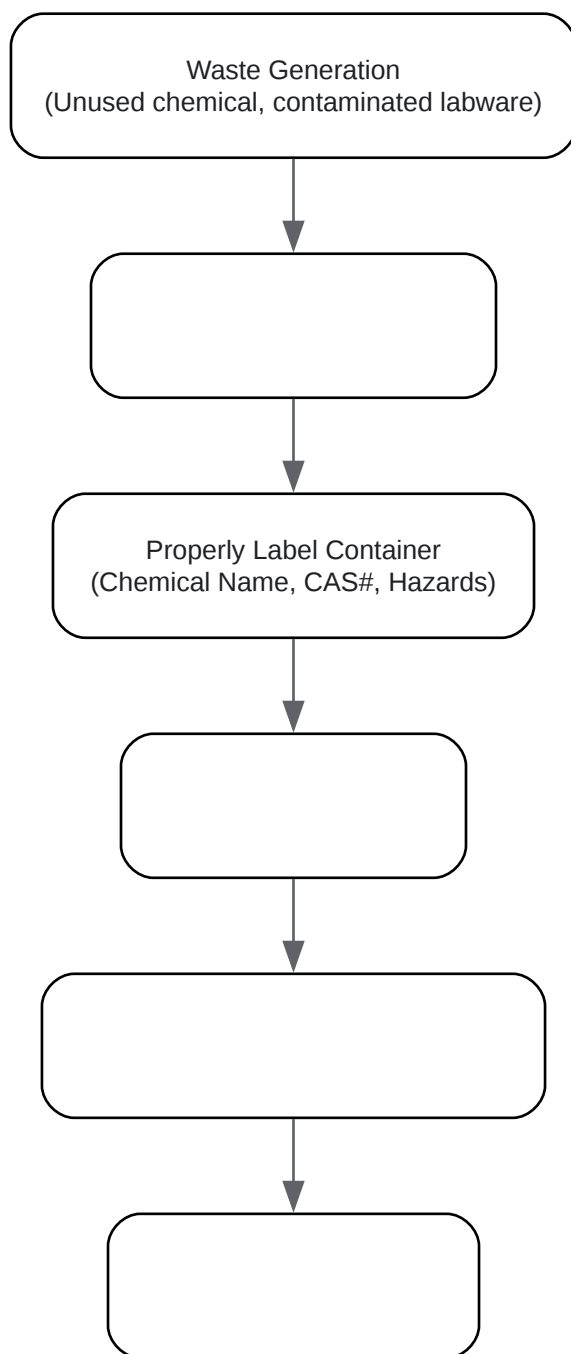 Waste Generation
(Unused chemical, contaminated labware)
Properly Label Container
(Chemical Name, CAS#, Hazards)